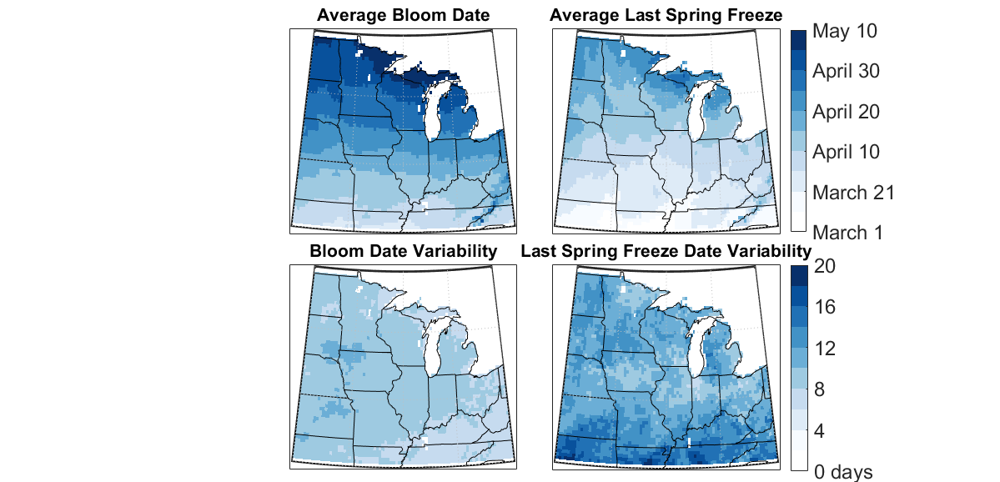 Average Bloom Date
Average Last Spring Freeze
May 10
April 30
April 20
April 10
March 21
March 1
Bloom Date Variability
Last Spring Freeze Date Variability
20
16
12
8
4
0 days